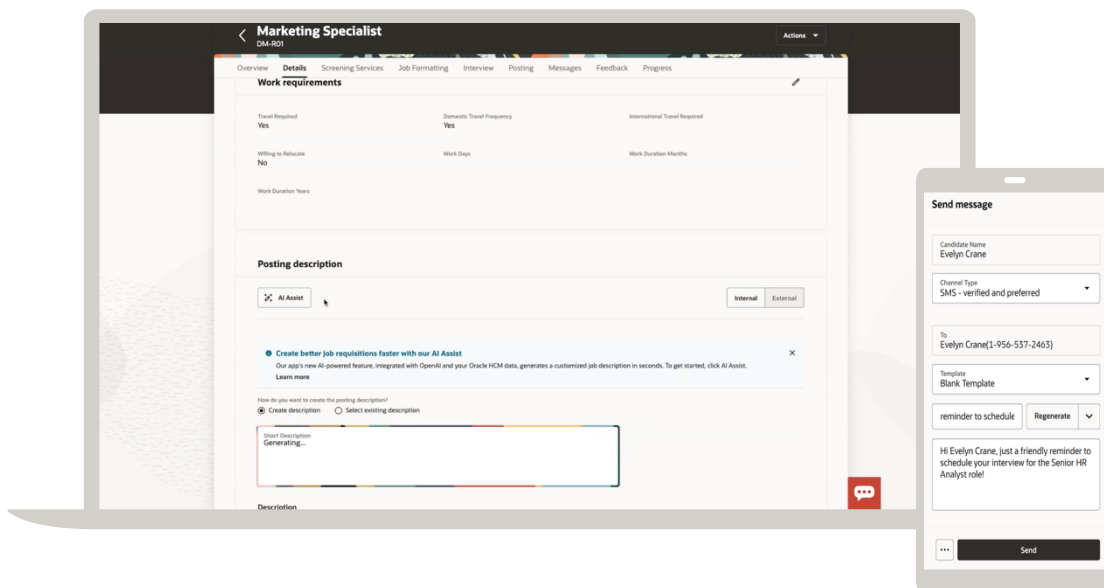 Marketing Specialist
DM-R01
Actions
Overview Details Screening Services Job Formatting Interview Posting Messages Feedback Progress
Work requirements
Travel Required
Yes
Domestic Travel Frequency
Yes
International Travel Required
Willing to Relocate
No
Work Days
Work Duration Months
Work Duration Years
Posting description
AI Assist
Internal External
Create better job requisitions faster with our AI Assist
Our app's new AI-powered feature, integrated with OpenAI and your Oracle HCM data, generates a customized job description in seconds. To get started, click AI Assist.
Learn more
How do you want to create the posting description?
Create description Select existing description
Short Description
Generating...
Description
Send message
Candidate Name
Evelyn Crane
Channel Type
SMS - verified and preferred
To
Evelyn Crane(1-956-537-2463)
Template
Blank Template
reminder to schedule
Regenerate
Hi Evelyn Crane, just a friendly reminder to
schedule your interview for the Senior HR
Analyst role!
Send